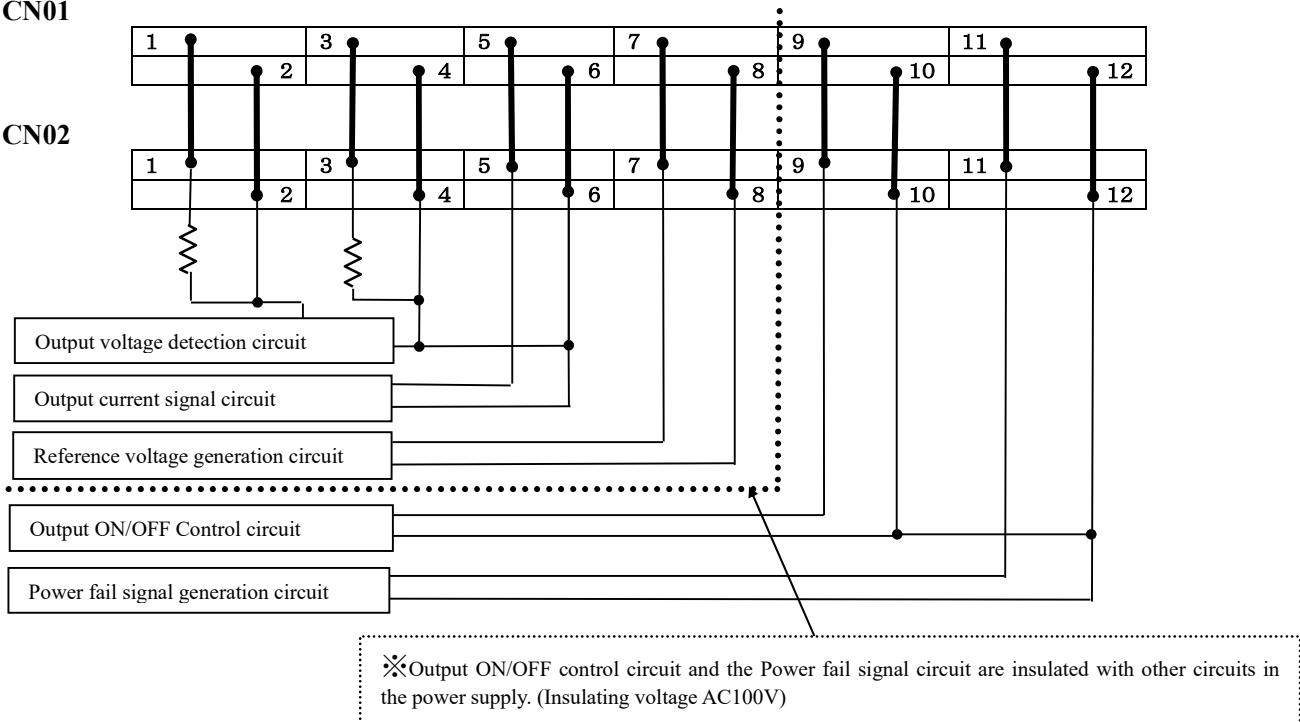 CN01
1 3 5 7 9 11
2 4 6 8 10 12
CN02
1 3 5 7 9 11
2 4 6 8 10 12
Output voltage detection circuit
Output current signal circuit
Reference voltage generation circuit
Output ON/OFF Control circuit
Power fail signal generation circuit
※Output ON/OFF control circuit and the Power fail signal circuit are insulated with other circuits in
the power supply. (Insulating voltage AC100V)